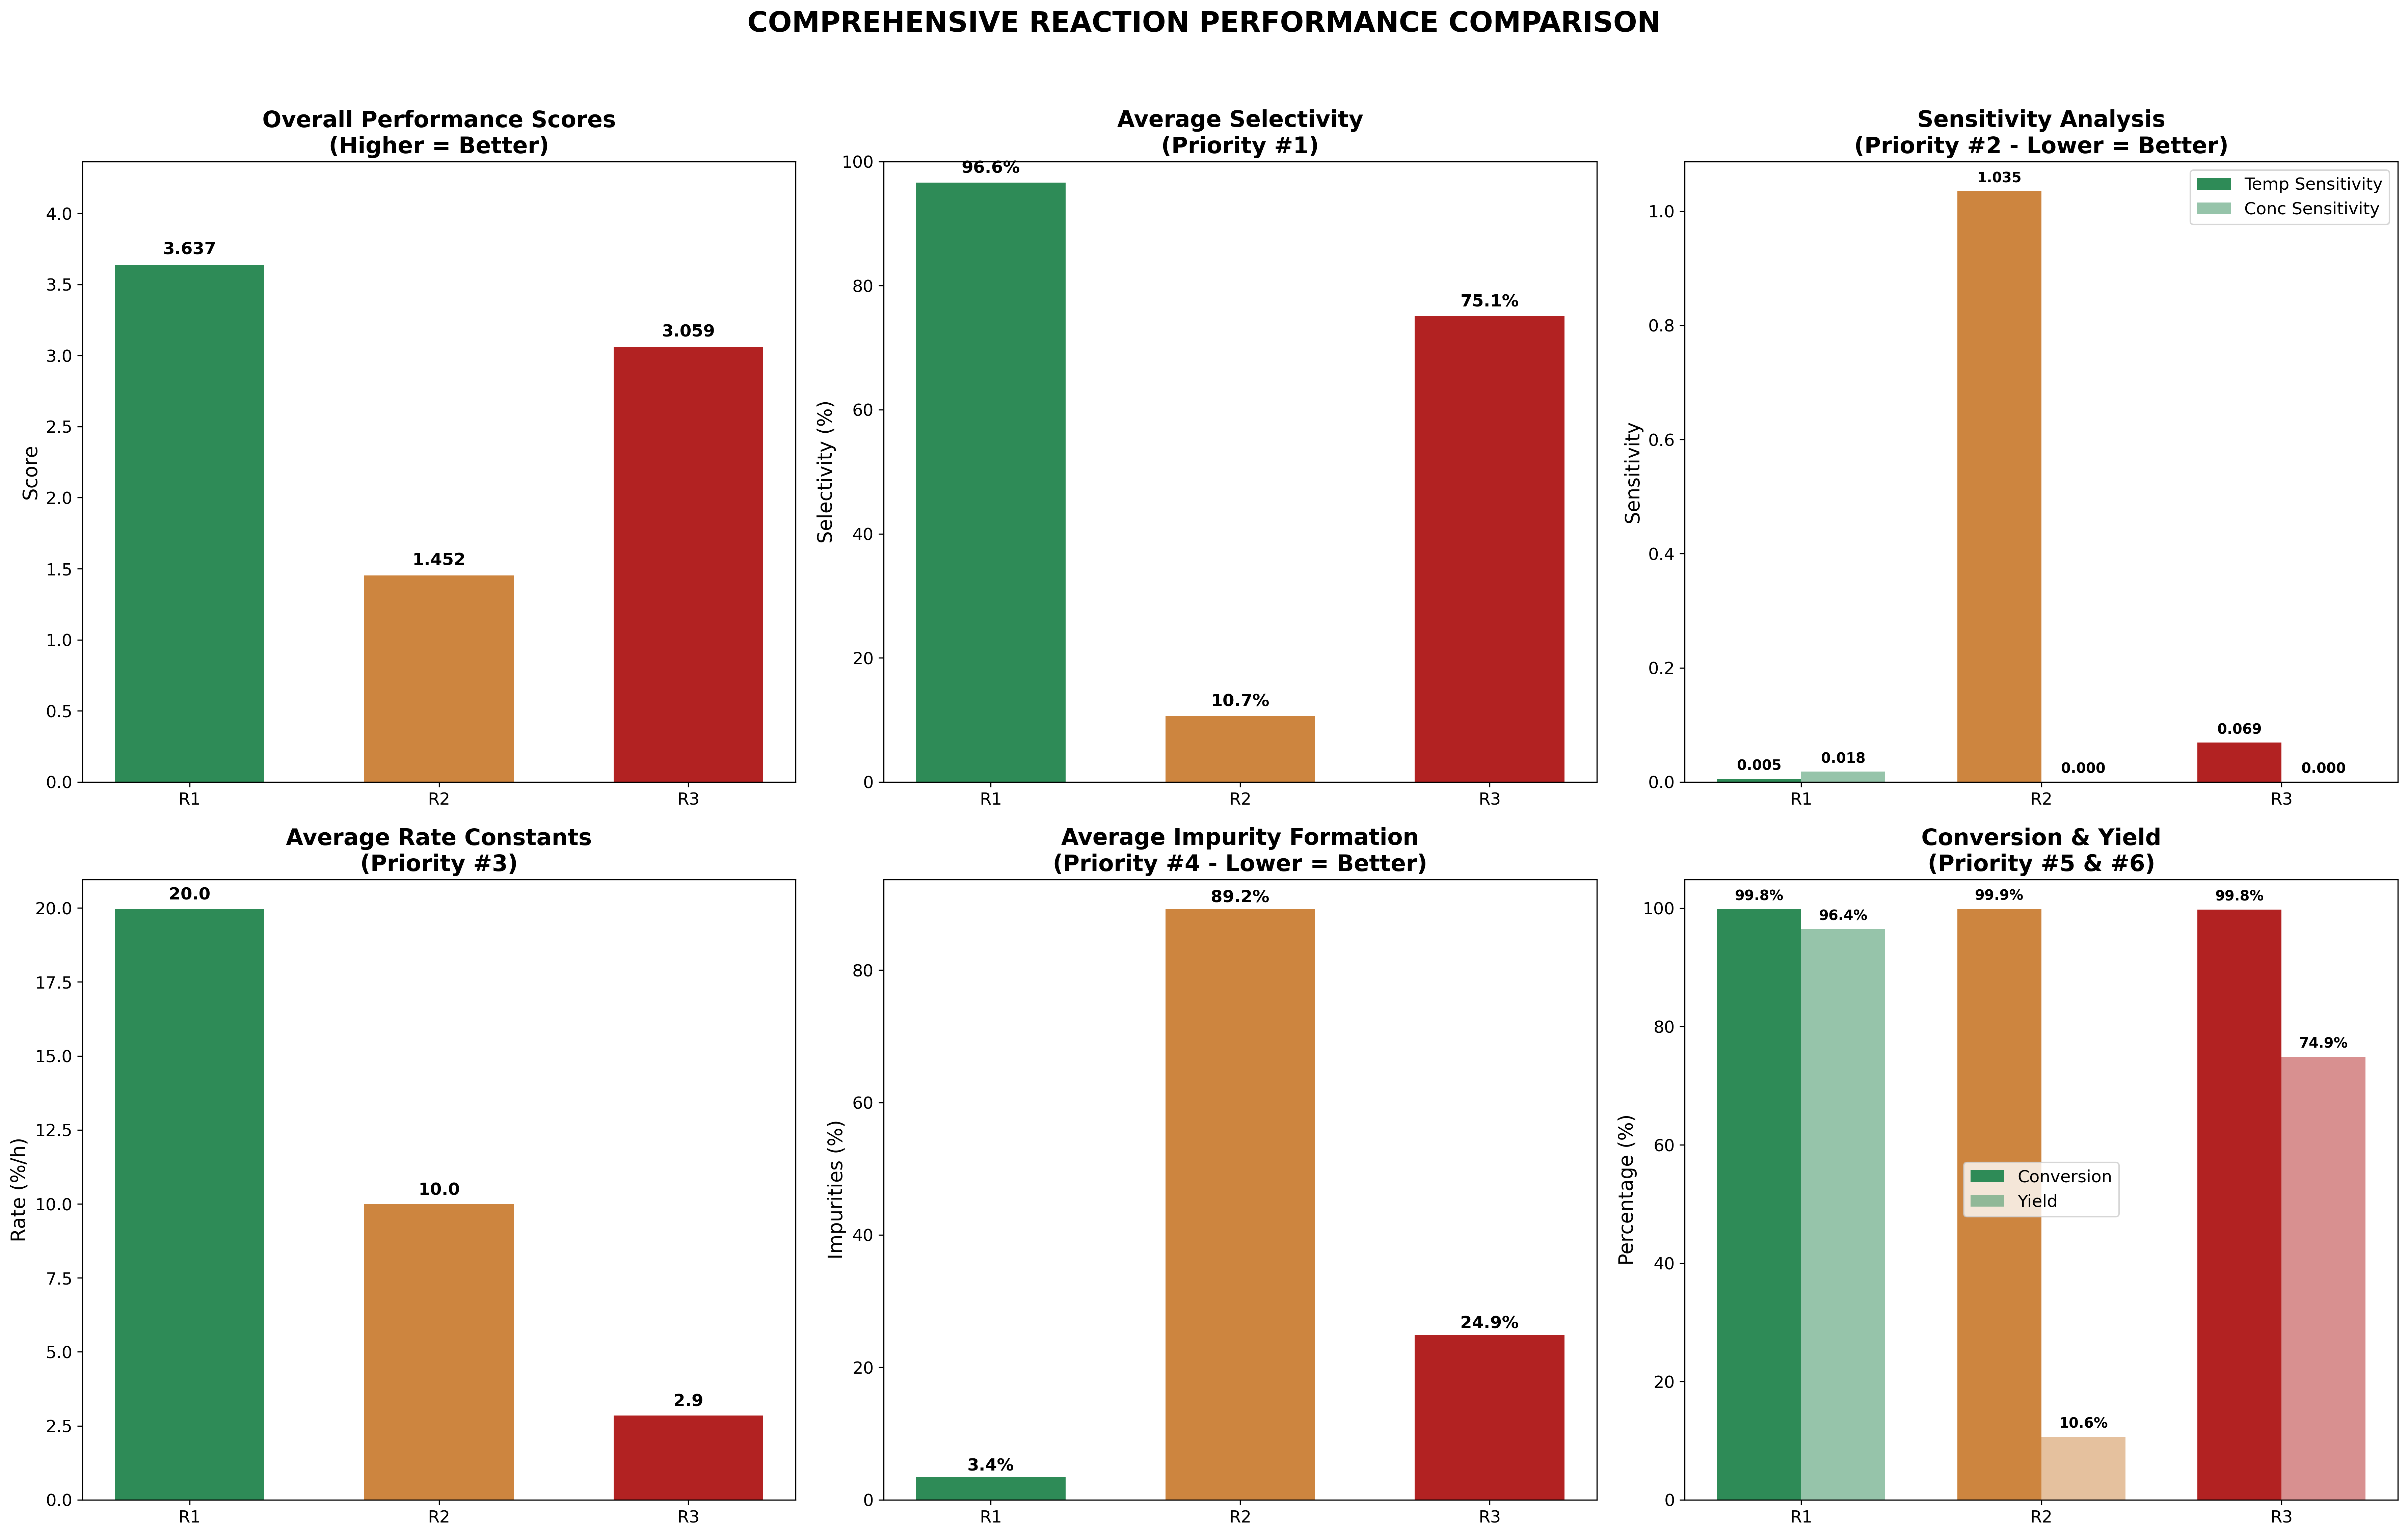 COMPREHENSIVE REACTION PERFORMANCE COMPARISON
Overall Performance Scores
(Higher = Better)
Score
4.0
3.5
3.0
2.5
2.0
1.5
1.0
0.5
0.0
3.637
1.452
3.059
R1
R2
R3
Average Selectivity
(Priority #1)
Selectivity (%)
100
80
60
40
20
0
96.6%
10.7%
75.1%
R1
R2
R3
Sensitivity Analysis
(Priority #2 - Lower = Better)
Sensitivity
1.0
0.8
0.6
0.4
0.2
0.0
Temp Sensitivity
Conc Sensitivity
0.005
0.018
1.035
0.000
0.069
0.000
R1
R2
R3
Average Rate Constants
(Priority #3)
Rate (%/h)
20.0
17.5
15.0
12.5
10.0
7.5
5.0
2.5
0.0
20.0
10.0
2.9
R1
R2
R3
Average Impurity Formation
(Priority #4 - Lower = Better)
Impurities (%)
80
60
40
20
0
3.4%
89.2%
24.9%
R1
R2
R3
Conversion & Yield
(Priority #5 & #6)
Percentage (%)
100
80
60
40
20
0
99.8%
96.4%
99.9%
10.6%
99.8%
74.9%
Conversion
Yield
R1
R2
R3